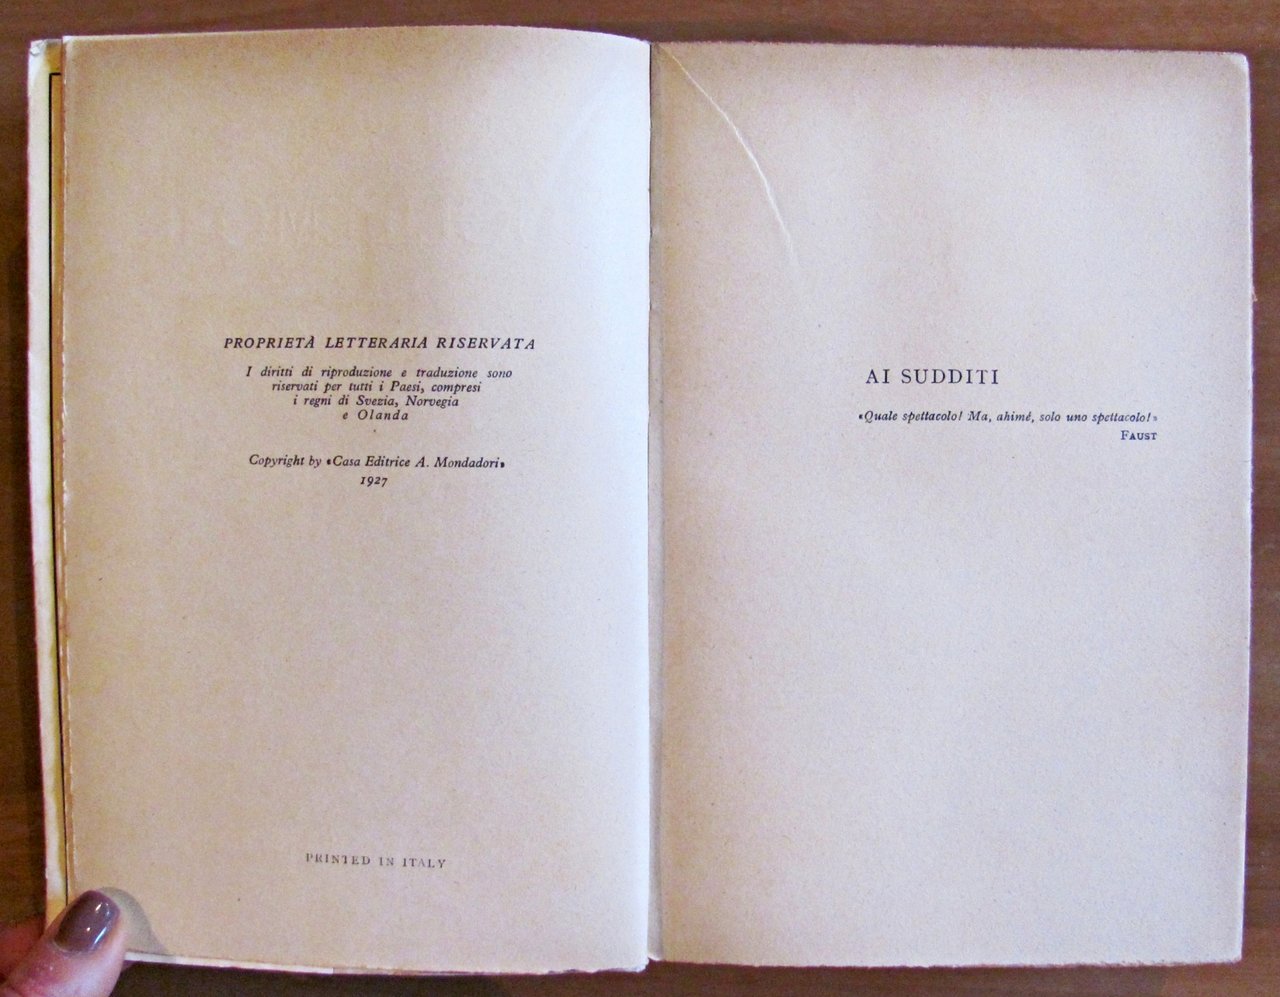 PROPRIETÀ LETTERARIA RISERVATA
I diritti di riproduzione e traduzione sono
riservati per tutti i Paesi, compresi
i regni di Svezia, Norvegia
e Olanda
Copyright by «Casa Editrice A. Mondadori»
1927
PRINTED IN ITALY
AI SUDDITI
«Quale spettacolo! Ma, ahimé, solo uno spettacolo!»
FAUST